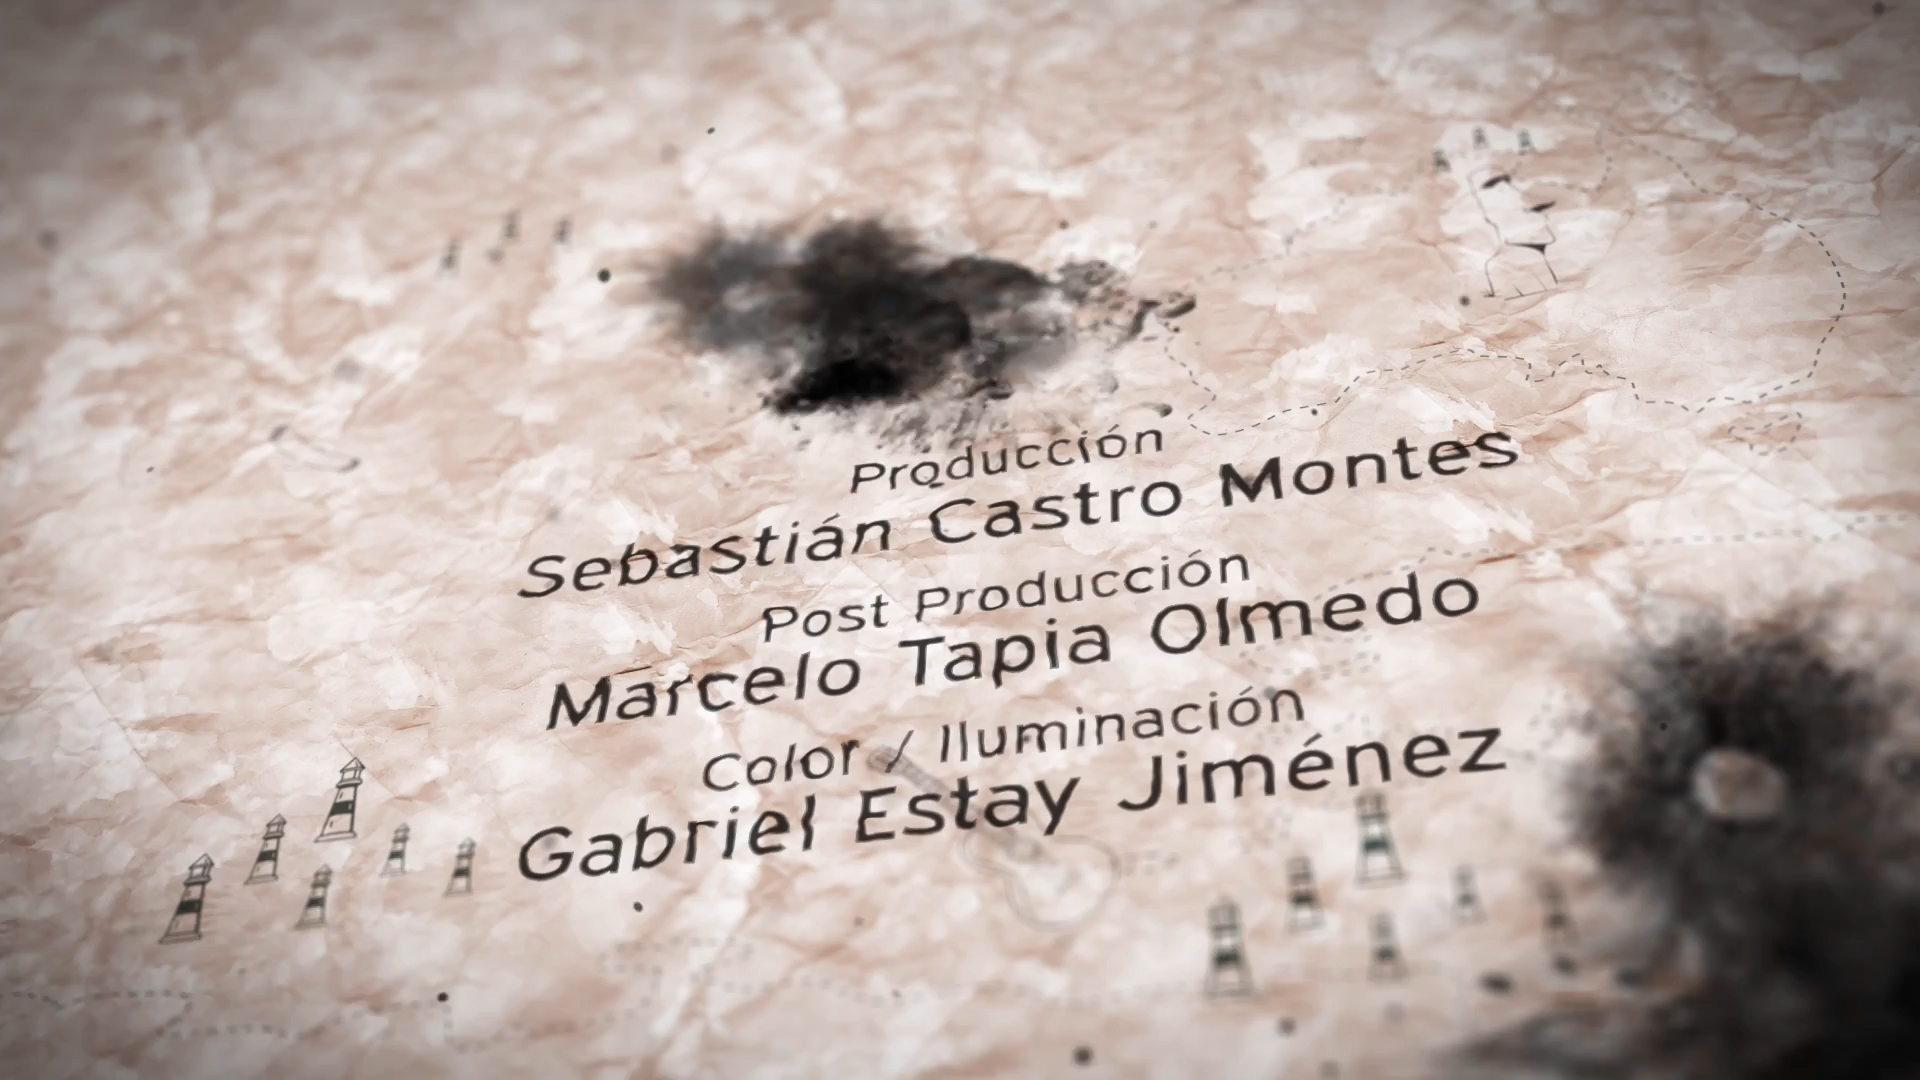 Producción
Sebastián Castro Montes
Post Producción
Marcelo Tapia Olmedo
Color / Iluminación
Gabriel Estay Jiménez